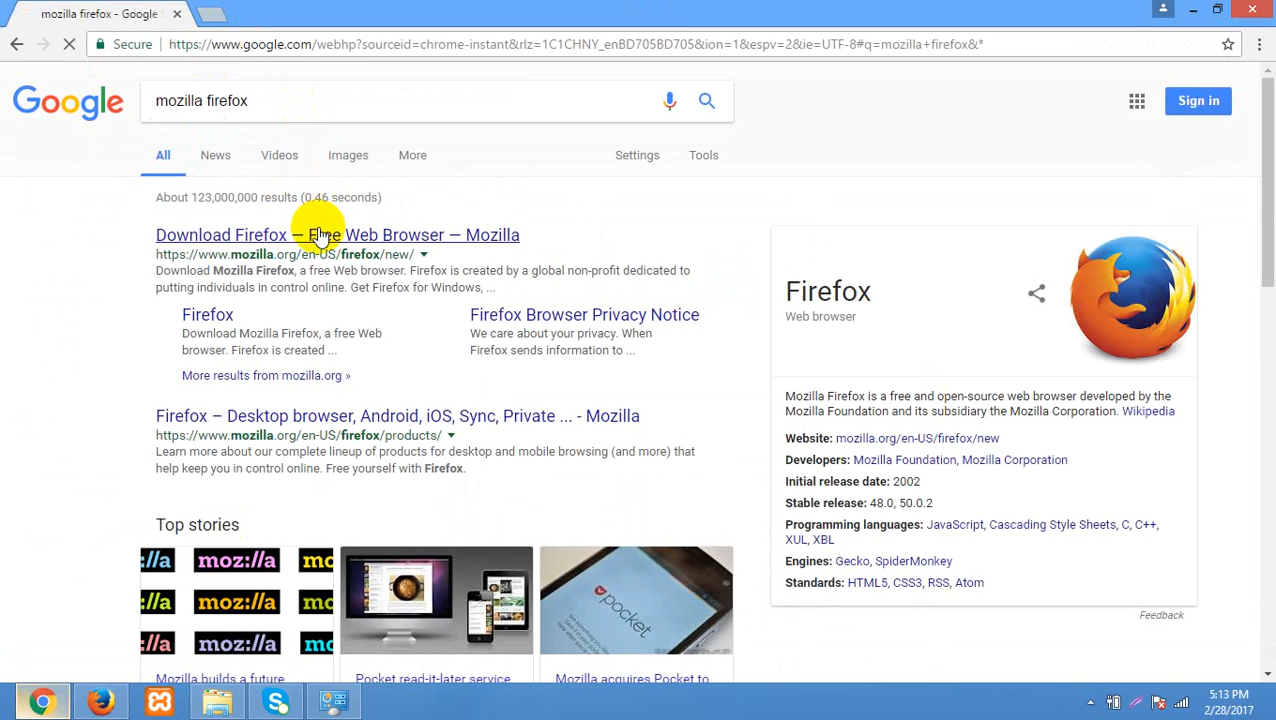 mozilla firefox - Google
Secure
https://www.google.com/webhp?sourceid=chrome-instant&rlz=1C1CHNY_enBD705BD705&ion=1&espv=2&ie=UTF-8#q=mozilla+firefox&*
Google
mozilla firefox
Sign in
All
News
Videos
Images
More
Settings
Tools
About 123,000,000 results (0.46 seconds)
Download Firefox — Free Web Browser — Mozilla
https://www.mozilla.org/en-US/firefox/new/
Download Mozilla Firefox, a free Web browser. Firefox is created by a global non-profit dedicated to
putting individuals in control online. Get Firefox for Windows, ...
Firefox
Download Mozilla Firefox, a free Web
browser. Firefox is created ...
Firefox Browser Privacy Notice
We care about your privacy. When
Firefox sends information to ...
More results from mozilla.org »
Firefox – Desktop browser, Android, iOS, Sync, Private ... - Mozilla
https://www.mozilla.org/en-US/firefox/products/
Learn more about our complete lineup of products for desktop and mobile browsing (and more) that
help keep you in control online. Free yourself with Firefox.
Top stories
://a moz://a mo
://a moz://a mo
://a moz://a mo
pocket
Mozilla builds a future
Pocket read-it-later service
Mozilla acquires Pocket to
Firefox
Web browser
Mozilla Firefox is a free and open-source web browser developed by the
Mozilla Foundation and its subsidiary the Mozilla Corporation. Wikipedia
Website: mozilla.org/en-US/firefox/new
Developers: Mozilla Foundation, Mozilla Corporation
Initial release date: 2002
Stable release: 48.0, 50.0.2
Programming languages: JavaScript, Cascading Style Sheets, C, C++,
XUL, XBL
Engines: Gecko, SpiderMonkey
Standards: HTML5, CSS3, RSS, Atom
Feedback
5:13 PM
2/28/2017